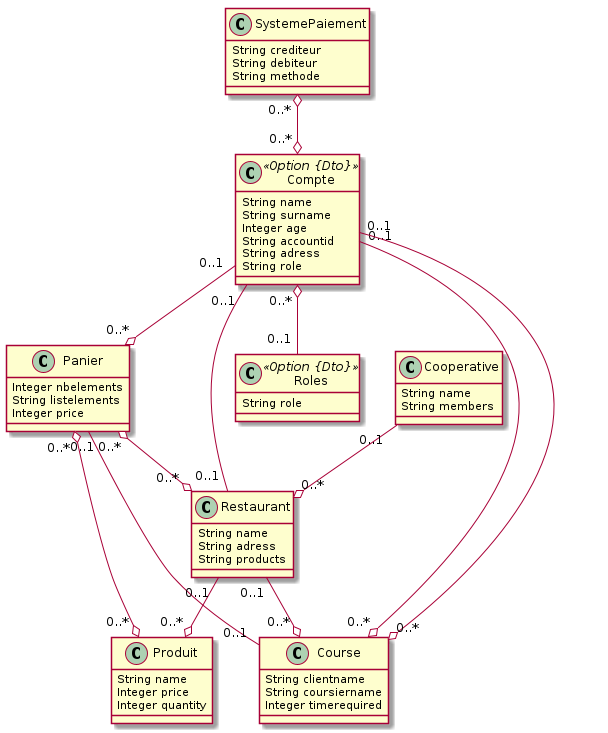 C SystemePaiement
String crediteur
String debiteur
String methode
0..*
0..*
C «Option {Dto}»
Compte
String name
String surname
Integer age
String accountid
String adress
String role
0..1
0..1
0..1
0..1
0..*
0..*
0..1
C Panier
Integer nbelements
String listelements
Integer price
C «Option {Dto}»
Roles
String role
C Cooperative
String name
String members
0..*
0..1
0..*
0..1
0..*
0..1
0..*
C Restaurant
String name
String adress
String products
0..1
0..1
0..*
0..*
0..1
0..*
0..*
0..*
C Produit
String name
Integer price
Integer quantity
C Course
String clientname
String coursiername
Integer timerequired